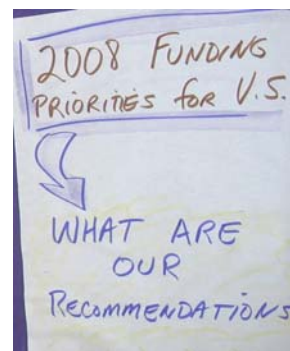 2008 FUNDING
PRIORITIES FOR U.S.
WHAT ARE
OUR
RECOMMENDATIONS